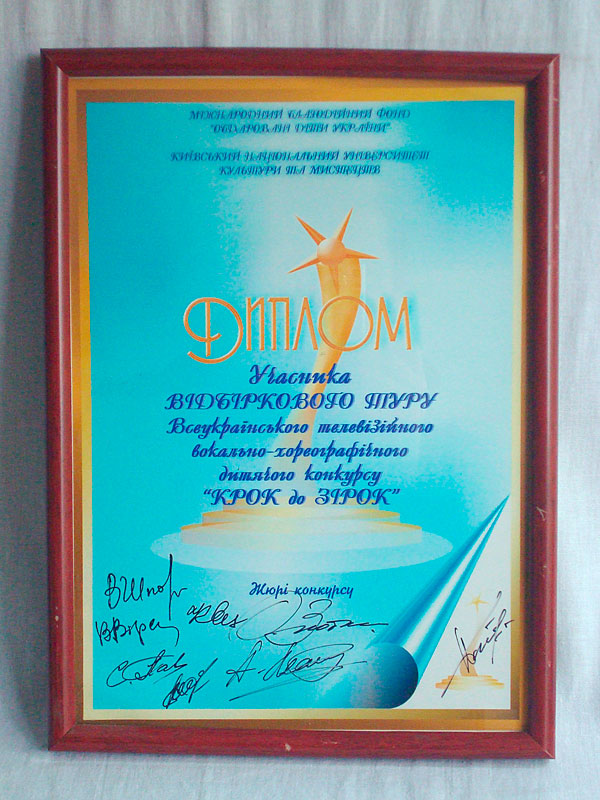 МІЖНАРОДНИЙ БЛАГОДІЙНИЙ ФОНД
"ОБДАРОВАНІ ДІТИ УКРАЇНИ"
КИЇВСЬКИЙ НАЦІОНАЛЬНИЙ УНІВЕРСИТЕТ
КУЛЬТУРИ ТА МИСТЕЦТВ
ДИПЛОМ
Учасника
ВІДБІРКОВОГО ТУРУ
Всеукраїнського телевізійного
вокально-хореографічного
дитячого конкурсу
"КРОК до ЗІРОК"
Жюрі конкурсу